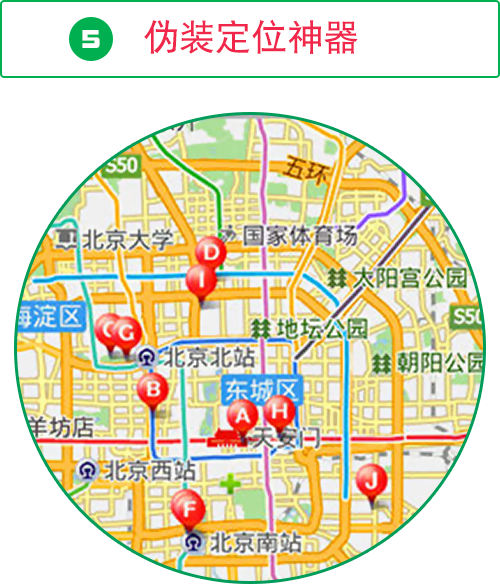 5 伪装定位神器
S50
五环
北京大学
国家体育场
D
I
太阳宫公园
海淀区
S50
G
地坛公园
北京北站
朝阳公园
B
东城区
A
H
羊坊店
天安门
北京西站
J
F
北京南站